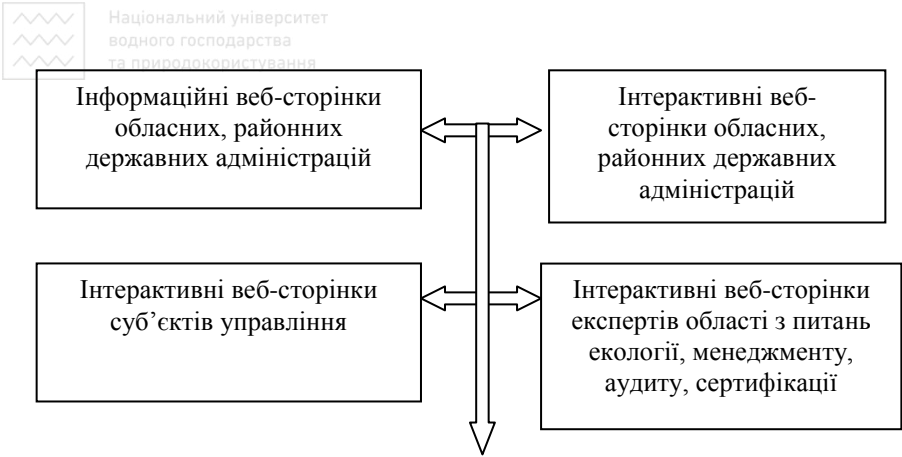 Національний університет
водного господарства
та природокористування
Інформаційні веб-сторінки
обласних, районних
державних адміністрацій
Інтерактивні веб-
сторінки обласних,
районних державних
адміністрацій
Інтерактивні веб-сторінки
суб’єктів управління
Інтерактивні веб-сторінки
експертів області з питань
екології, менеджменту,
аудиту, сертифікації